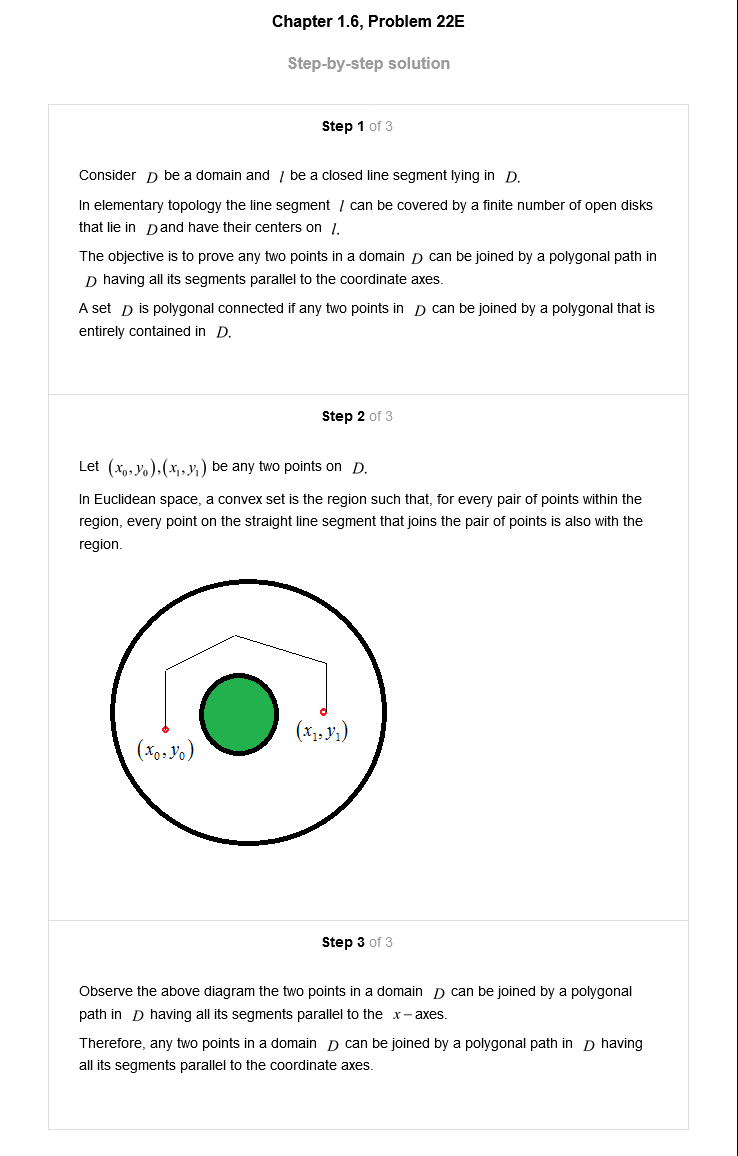 Chapter 1.6, Problem 22E
Step-by-step solution
Step 1 of 3
Consider D be a domain and l be a closed line segment lying in D.
In elementary topology the line segment l can be covered by a finite number of open disks
that lie in D and have their centers on l.
The objective is to prove any two points in a domain D can be joined by a polygonal path in
D having all its segments parallel to the coordinate axes.
A set D is polygonal connected if any two points in D can be joined by a polygonal that is
entirely contained in D.
Step 2 of 3
Let (x₀, y₀),(x₁, y₁) be any two points on D.
In Euclidean space, a convex set is the region such that, for every pair of points within the
region, every point on the straight line segment that joins the pair of points is also with the
region.
(x₁, y₁)
(x₀, y₀)
Step 3 of 3
Observe the above diagram the two points in a domain D can be joined by a polygonal
path in D having all its segments parallel to the x – axes.
Therefore, any two points in a domain D can be joined by a polygonal path in D having
all its segments parallel to the coordinate axes.